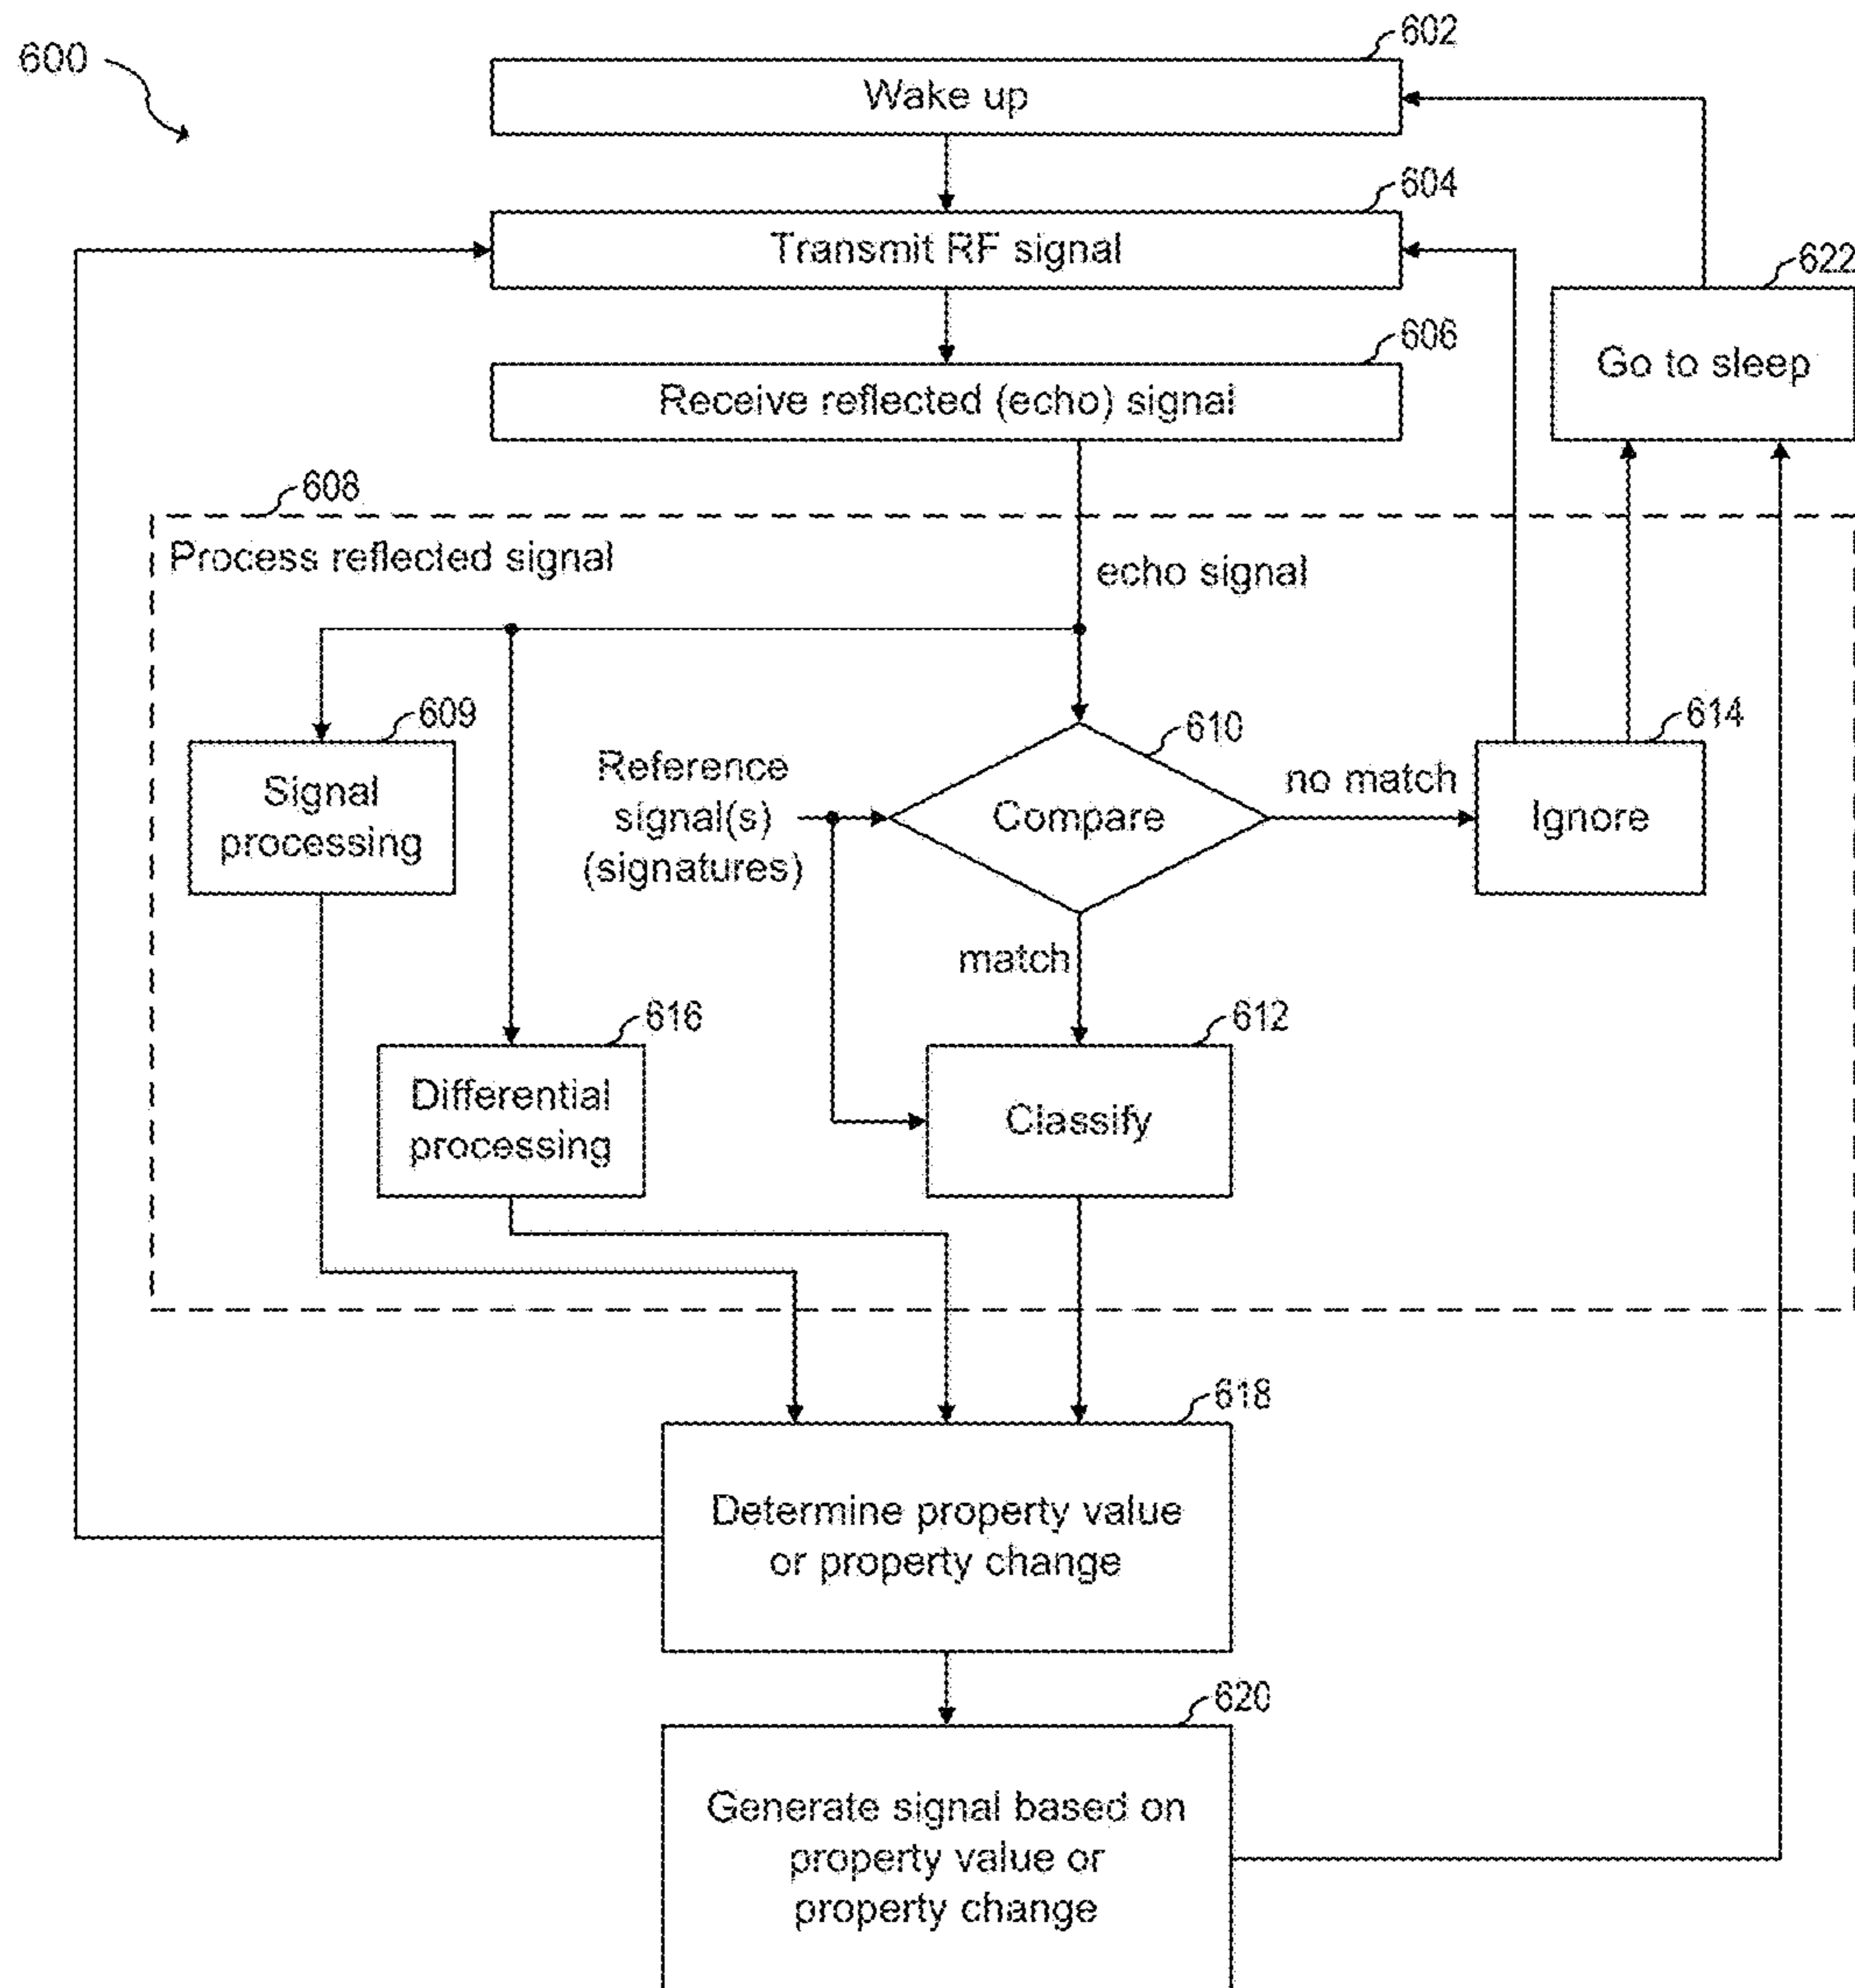 600
602
Wake up
604
Transmit RF signal
606
Receive reflected (echo) signal
622
Go to sleep
608
Process reflected signal
echo signal
609
Signal
processing
Reference
signal(s)
(signatures)
610
Compare
no match
614
Ignore
match
616
Differential
processing
612
Classify
618
Determine property value
or property change
620
Generate signal based on
property value or
property change